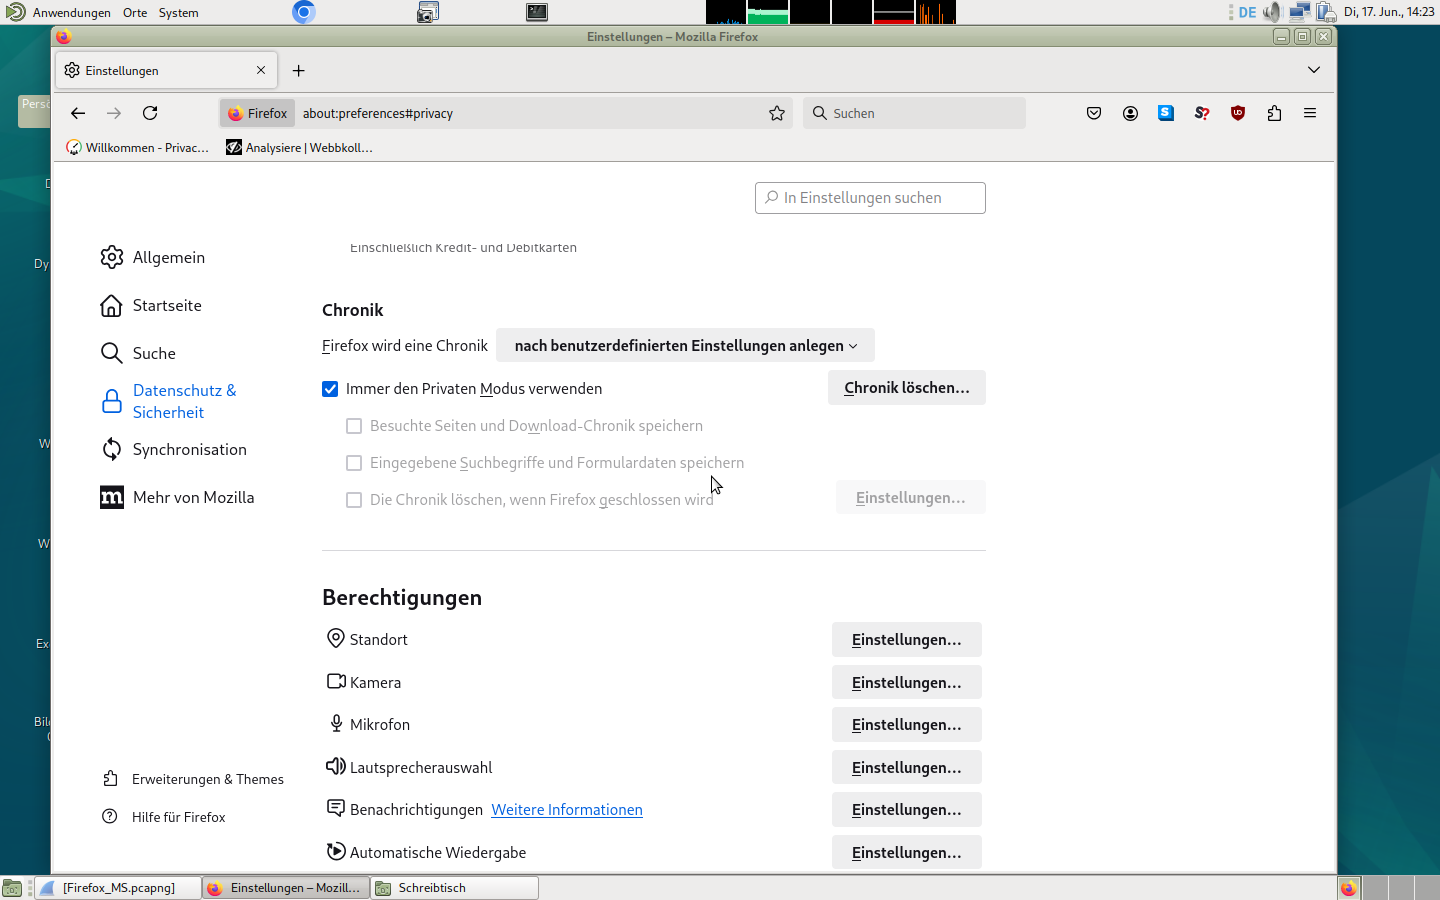 Anwendungen Orte System
DE Di, 17. Jun., 14:23
Einstellungen – Mozilla Firefox
Einstellungen
Firefox about:preferences#privacy Suchen
Willkommen - Privac… Analysiere | Webbkoll…
In Einstellungen suchen
Einschließlich Kredit- und Debitkarten
Allgemein
Startseite
Suche
Datenschutz &
Sicherheit
Synchronisation
Mehr von Mozilla
Erweiterungen & Themes
Hilfe für Firefox
Chronik
Firefox wird eine Chronik nach benutzerdefinierten Einstellungen anlegen
Immer den Privaten Modus verwenden Chronik löschen…
Besuchte Seiten und Download-Chronik speichern
Eingegebene Suchbegriffe und Formulardaten speichern
Die Chronik löschen, wenn Firefox geschlossen wird Einstellungen…
Berechtigungen
Standort Einstellungen…
Kamera Einstellungen…
Mikrofon Einstellungen…
Lautsprecherauswahl Einstellungen…
Benachrichtigungen Weitere Informationen Einstellungen…
Automatische Wiedergabe Einstellungen…
[Firefox_MS.pcapng] Einstellungen – Mozill… Schreibtisch